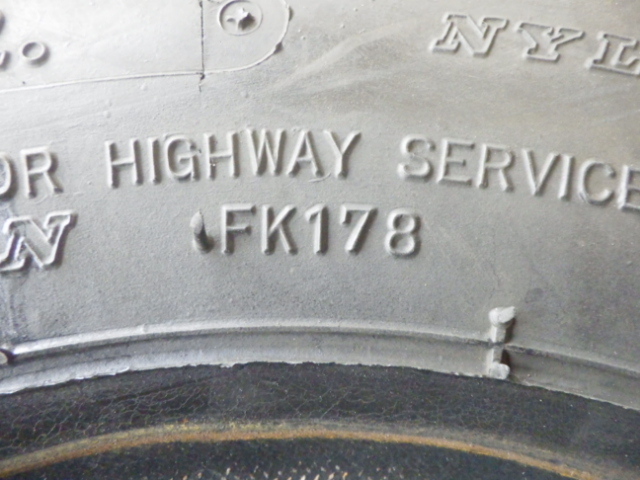 NYL
OR HIGHWAY SERVICE
N FK178